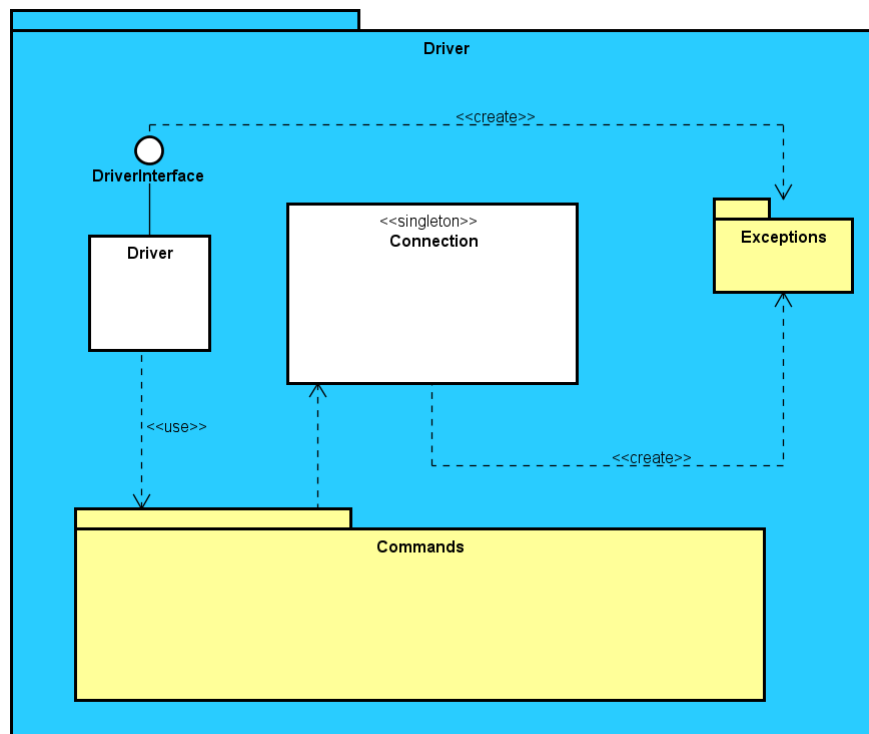 Driver
<<create>>
DriverInterface
<<singleton>>
Connection
Exceptions
Driver
<<use>>
<<create>>
Commands